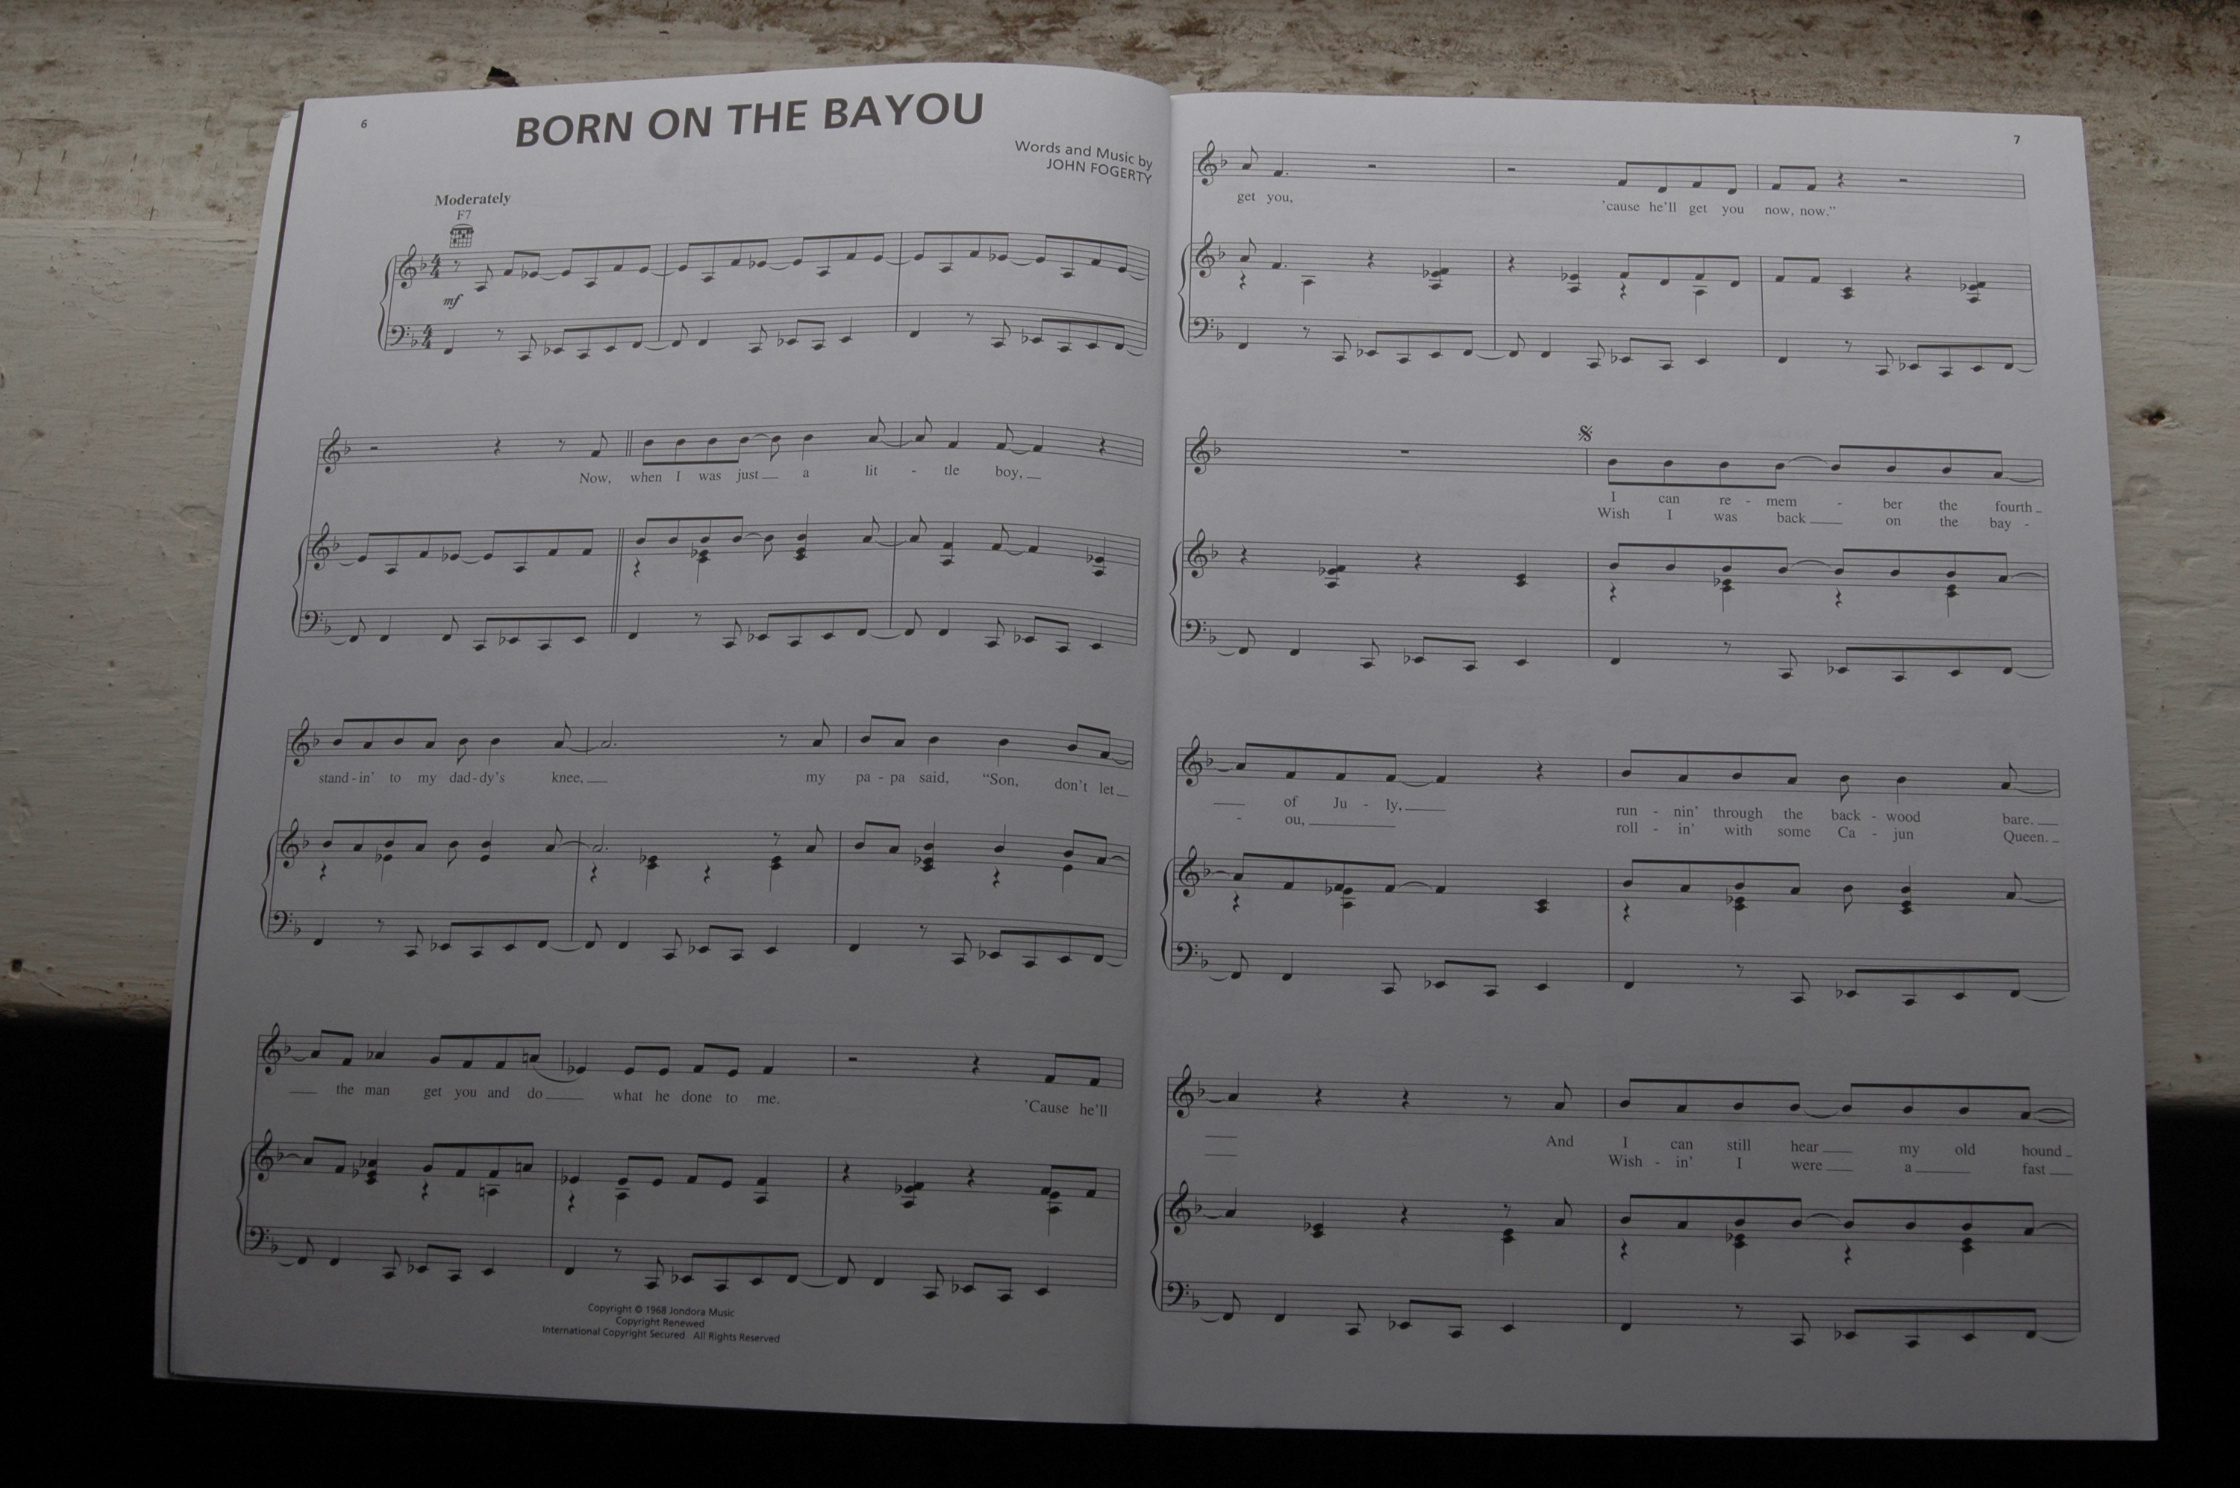 6
BORN ON THE BAYOU
Words and Music by
JOHN FOGERTY
Moderately
F7
mf
Now, when I was just a lit - tle boy,
stand - in' to my dad - dy's knee, my pa - pa said, “Son, don't let
the man get you and do what he done to me. 'Cause he'll
Copyright © 1968 Jondora Music
Copyright Renewed
International Copyright Secured All Rights Reserved
7
get you, 'cause he'll get you now, now.”
I can re - mem - ber the fourth
Wish I was back on the bay -
of Ju - ly, run - nin' through the back - wood bare.
- ou, roll - in' with some Ca - jun Queen.
And I can still hear my old hound
Wish - in' I were a fast